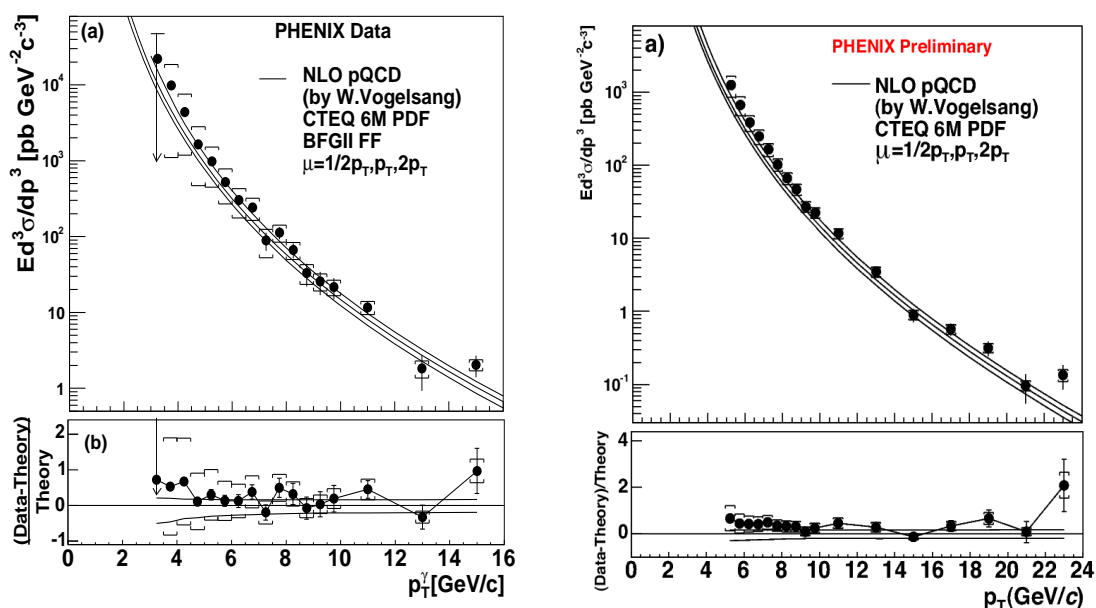 (a) PHENIX Data
NLO pQCD
(by W.Vogelsang)
CTEQ 6M PDF
BFGII FF
μ=1/2p_T,p_T,2p_T
Ed³σ/dp³ [pb GeV⁻²c⁻³]
10⁴
10³
10²
10
1
(b)
(Data-Theory)
Theory
2
1
0
-1
0 2 4 6 8 10 12 14 16
p_T^γ[GeV/c]
a) PHENIX Preliminary
NLO pQCD
(by W.Vogelsang)
CTEQ 6M PDF
μ=1/2p_T,p_T,2p_T
Ed³σ/dp³ [pb GeV⁻²c⁻³]
10³
10²
10
1
10⁻¹
(Data-Theory)/Theory
4
2
0
0 2 4 6 8 10 12 14 16 18 20 22 24
p_T(GeV/c)